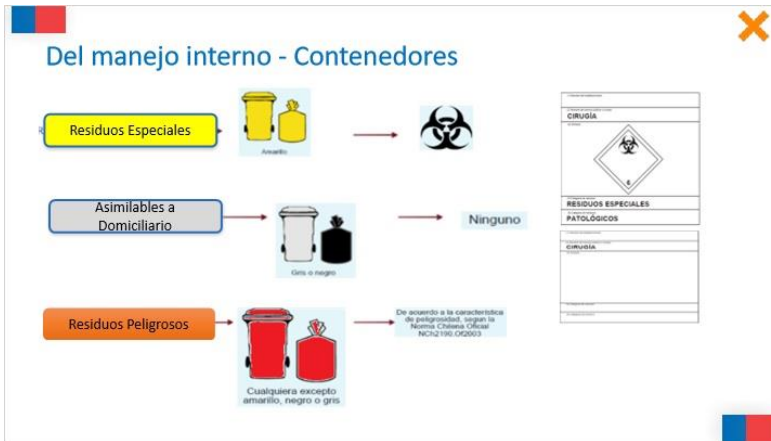 Del manejo interno - Contenedores
Residuos Especiales
Amarillo
Asimilables a
Domiciliario
Gris o negro
Ninguno
Residuos Peligrosos
Cualquiera excepto
amarillo, negro o gris
De acuerdo a la característica
de peligrosidad, según la
Norma Chilena Oficial
NCh2190.Of2003
CIRUGÍA
6
RESIDUOS ESPECIALES
PATOLÓGICOS
CIRUGÍA